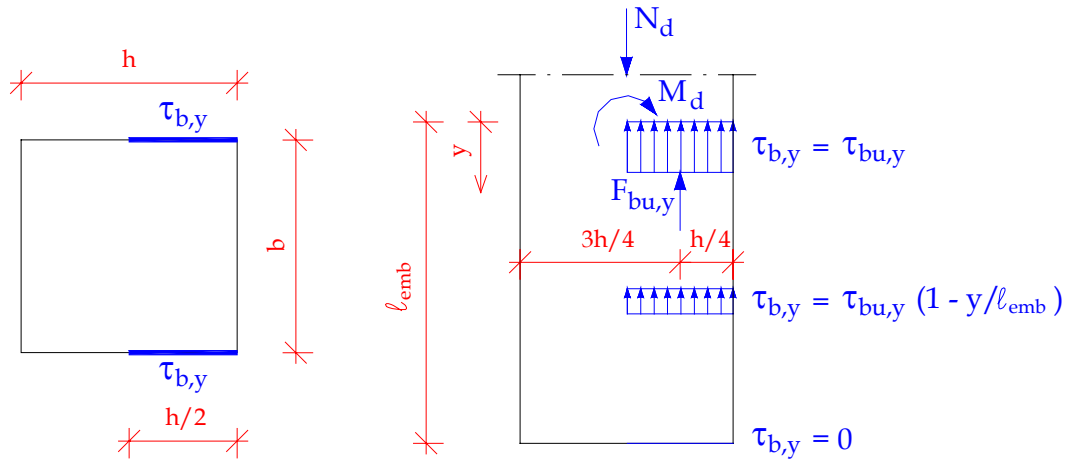 h
τb,y
b
τb,y
h/2
Nd
Md
y
τb,y = τbu,y
Fbu,y
3h/4
h/4
ℓemb
τb,y = τbu,y (1 - y/ℓemb)
τb,y = 0